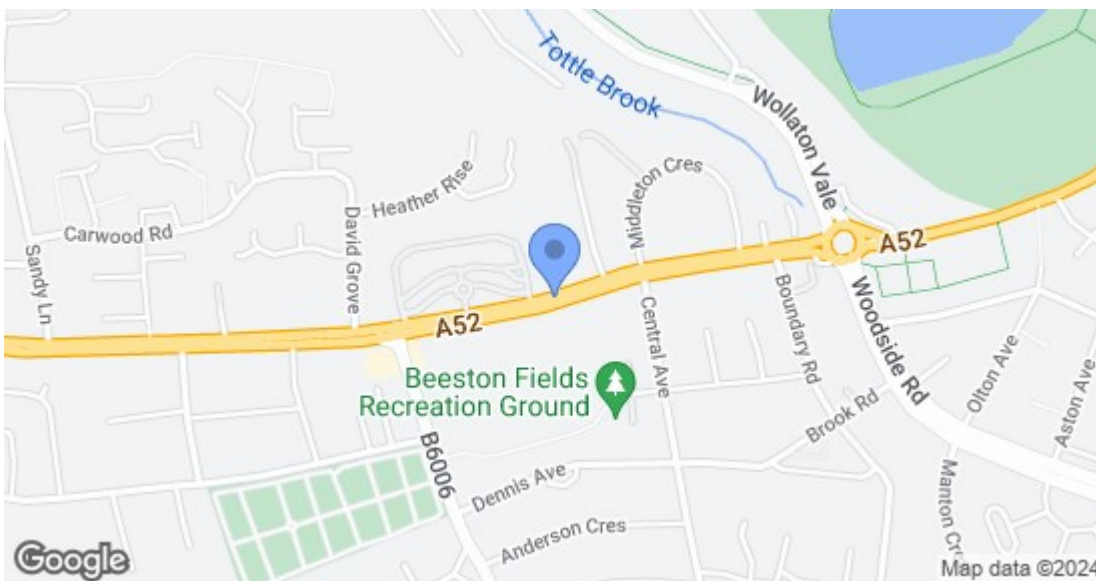 Tottle Brook
Wollaton Vale
Middleton Cres
Heather Rise
David Grove
Carwood Rd
Sandy Ln
A52
A52
Central Ave
Boundary Rd
Woodside Rd
Olton Ave
Aston Ave
Beeston Fields
Recreation Ground
Brook Rd
B6006
Dennis Ave
Anderson Cres
Manton Cr
Google
Map data ©2024